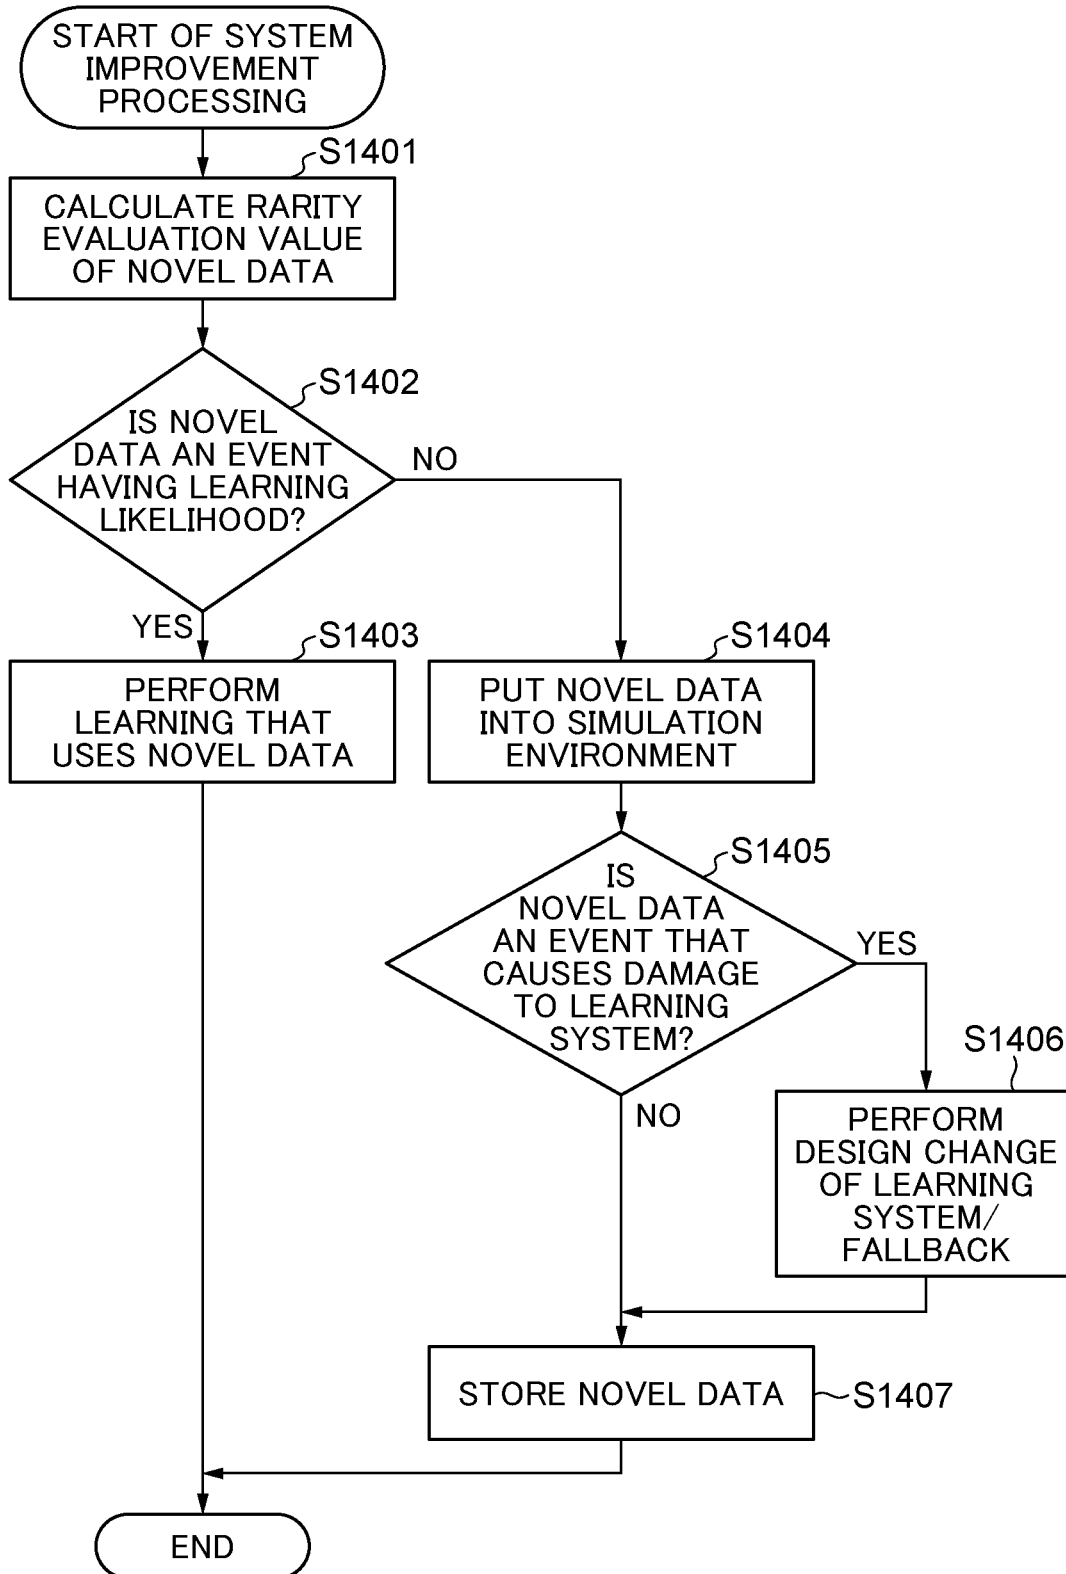 START OF SYSTEM
IMPROVEMENT
PROCESSING
S1401
CALCULATE RARITY
EVALUATION VALUE
OF NOVEL DATA
S1402
IS NOVEL
DATA AN EVENT
HAVING LEARNING
LIKELIHOOD?
NO
YES
S1403
PERFORM
LEARNING THAT
USES NOVEL DATA
S1404
PUT NOVEL DATA
INTO SIMULATION
ENVIRONMENT
S1405
IS
NOVEL DATA
AN EVENT THAT
CAUSES DAMAGE
TO LEARNING
SYSTEM?
YES
NO
S1406
PERFORM
DESIGN CHANGE
OF LEARNING
SYSTEM/
FALLBACK
STORE NOVEL DATA
S1407
END